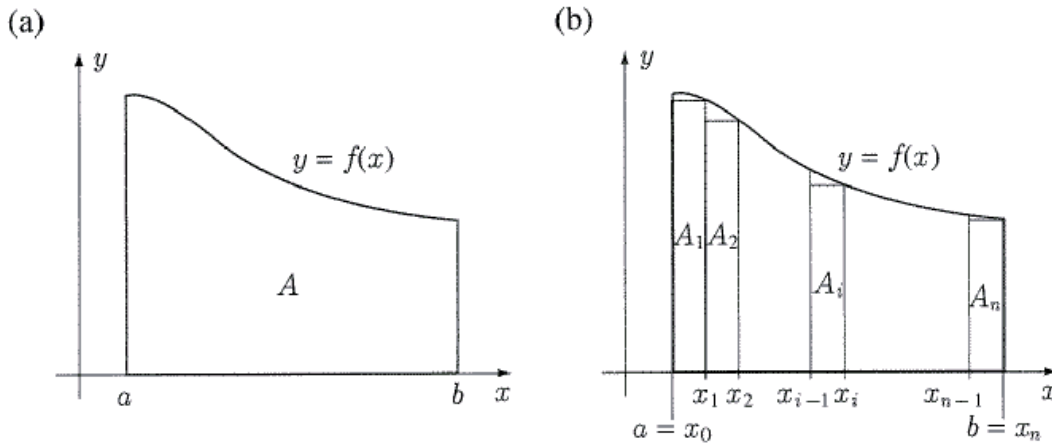 (a)
y
y = f(x)
A
a
b
x
(b)
y
y = f(x)
A₁ A₂
Aᵢ
Aₙ
x₁ x₂ xᵢ₋₁ xᵢ xₙ₋₁ x
a = x₀ b = xₙ